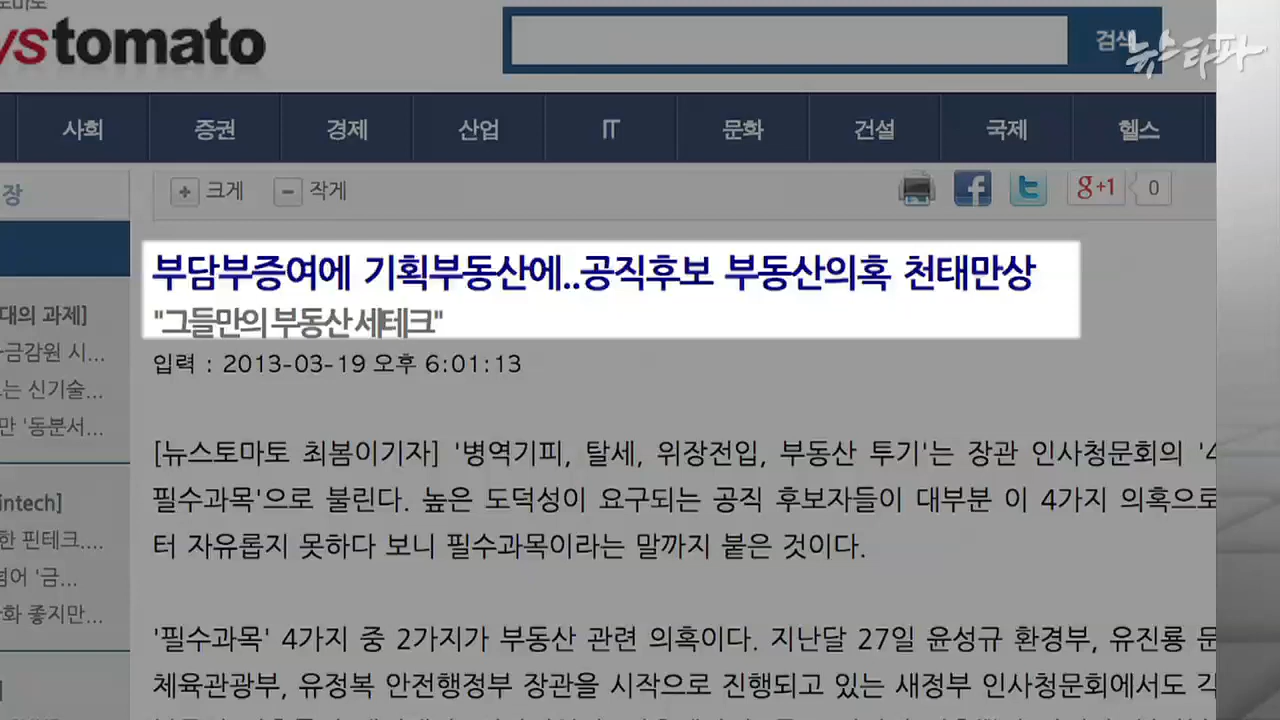 ystomato
검색
뉴스타파
사회 증권 경제 산업 IT 문화 건설 국제 헬스
장
+ 크게 - 작게
g+1 0
부담부증여에 기획부동산에..공직후보 부동산의혹 천태만상
"그들만의 부동산 세테크"
입력 : 2013-03-19 오후 6:01:13
대의 과제]
금감원 시...
는 신기술...
만 '동분서...
[뉴스토마토 최봄이기자] '병역기피, 탈세, 위장전입, 부동산 투기'는 장관 인사청문회의 '4
필수과목'으로 불린다. 높은 도덕성이 요구되는 공직 후보자들이 대부분 이 4가지 의혹으로
터 자유롭지 못하다 보니 필수과목이라는 말까지 붙은 것이다.
intech]
한 핀테크....
넘어 '금...
화 좋지만...
'필수과목' 4가지 중 2가지가 부동산 관련 의혹이다. 지난달 27일 윤성규 환경부, 유진룡 문
체육관광부, 유정복 안전행정부 장관을 시작으로 진행되고 있는 새정부 인사청문회에서도 각